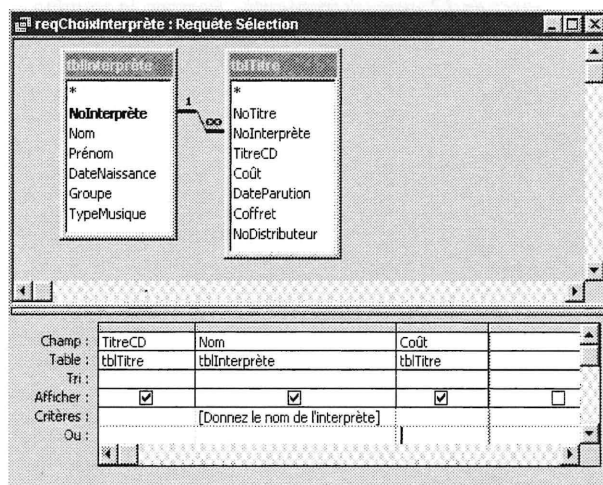 reqChoixInterprète : Requête Sélection
tblInterprète
*
NoInterprète
Nom
Prénom
DateNaissance
Groupe
TypeMusique
1
∞
tblTitre
*
NoTitre
NoInterprète
TitreCD
Coût
DateParution
Coffret
NoDistributeur
Champ : TitreCD Nom Coût
Table : tblTitre tblInterprète tblTitre
Tri :
Afficher :
Critères : [Donnez le nom de l'interprète]
Ou :